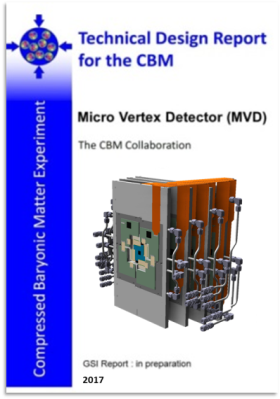 Technical Design Report
for the CBM
Micro Vertex Detector (MVD)
The CBM Collaboration
Compressed Baryonic Matter Experiment
GSI Report : in preparation
2017